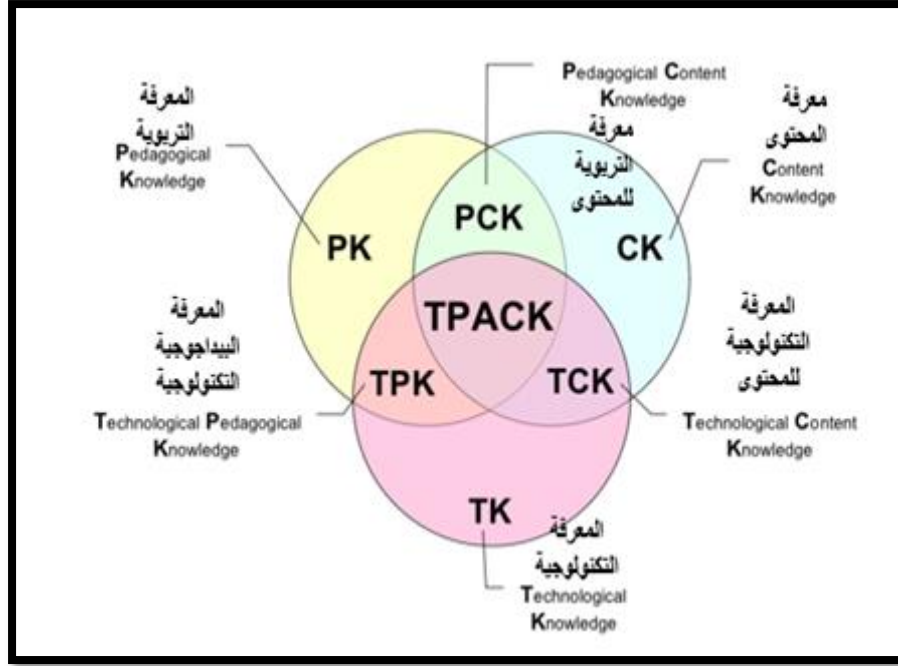 Pedagogical Content
Knowledge
معرفة
التربوية
للمحتوى
المعرفة
التربوية
Pedagogical
Knowledge
معرفة
المحتوى
Content
Knowledge
PCK
PK
CK
TPACK
المعرفة
البيداجوجية
التكنولوجية
Technological Pedagogical
Knowledge
TPK
TCK
المعرفة
التكنولوجية
للمحتوى
Technological Content
Knowledge
TK
المعرفة
التكنولوجية
Technological
Knowledge